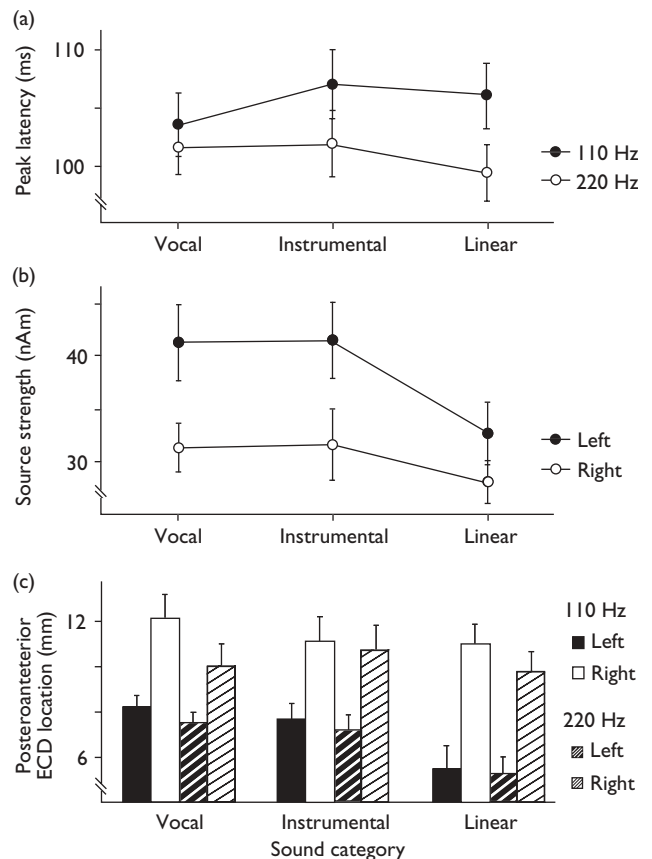 (a)
Peak latency (ms)
110
100
110 Hz
220 Hz
Vocal
Instrumental
Linear
(b)
Source strength (nAm)
40
30
Left
Right
Vocal
Instrumental
Linear
(c)
Posteroanteterior
ECD location (mm)
12
6
110 Hz
Left
Right
220 Hz
Left
Right
Vocal
Instrumental
Linear
Sound category